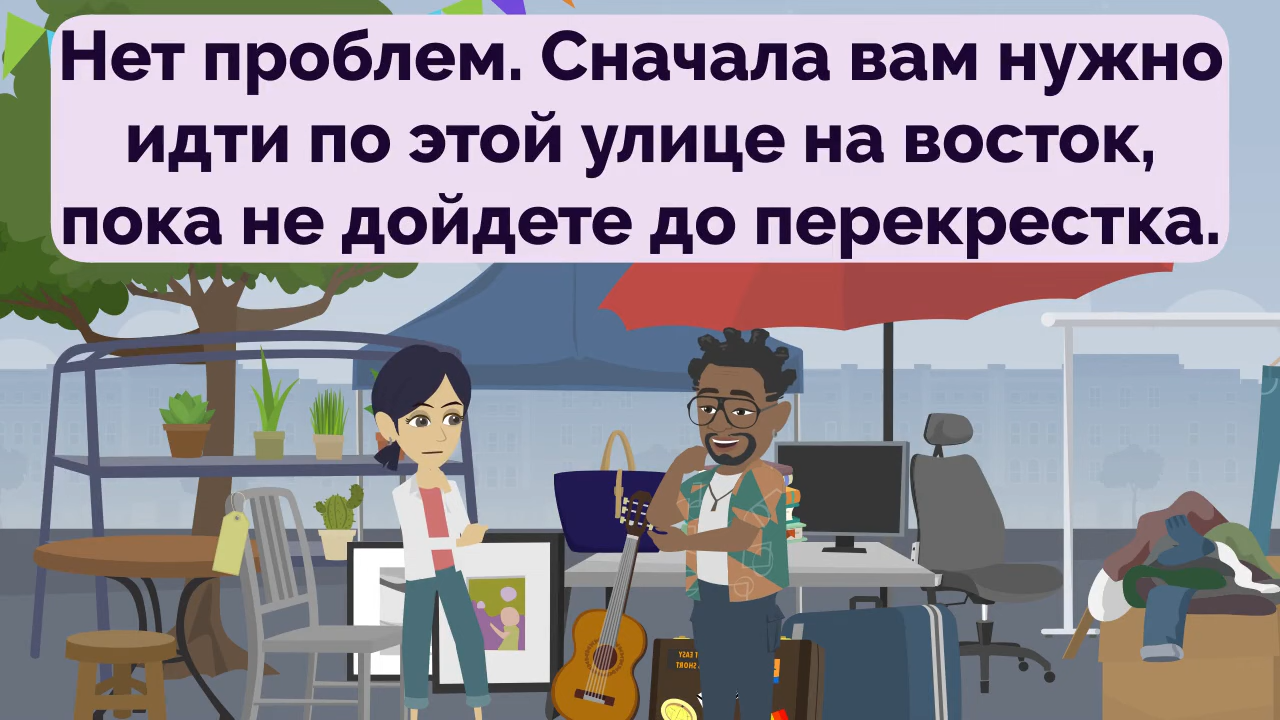 Нет проблем. Сначала вам нужно
идти по этой улице на восток,
пока не дойдете до перекрестка.